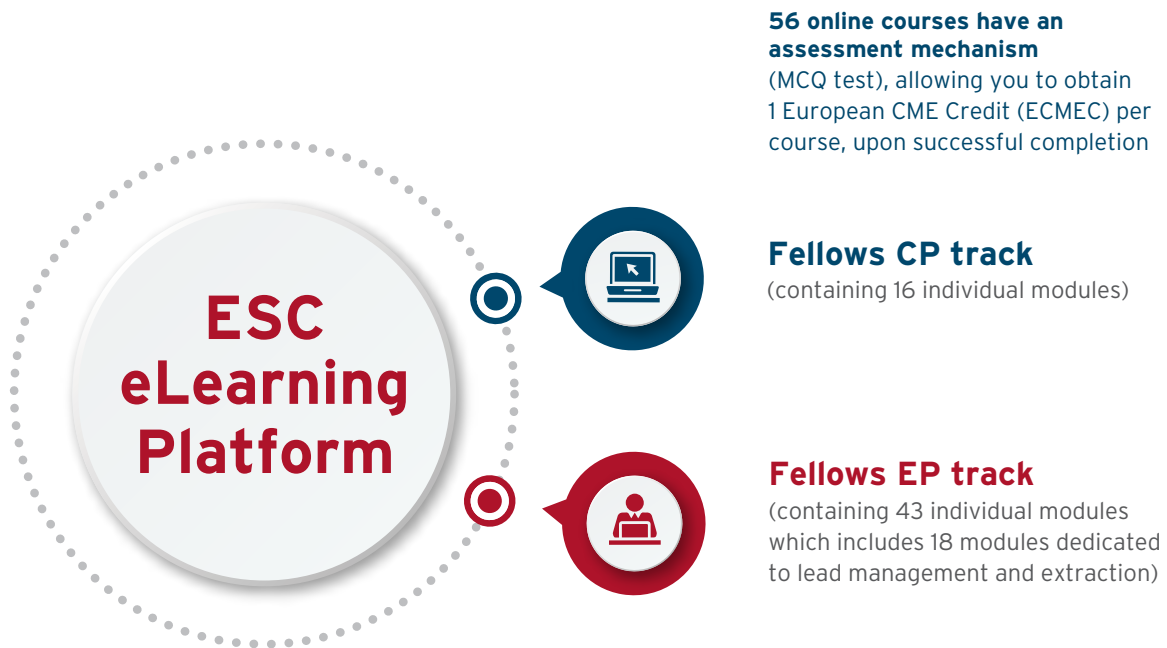 56 online courses have an
assessment mechanism
(MCQ test), allowing you to obtain
1 European CME Credit (ECMEC) per
course, upon successful completion
ESC
eLearning
Platform
Fellows CP track
(containing 16 individual modules)
Fellows EP track
(containing 43 individual modules
which includes 18 modules dedicated
to lead management and extraction)